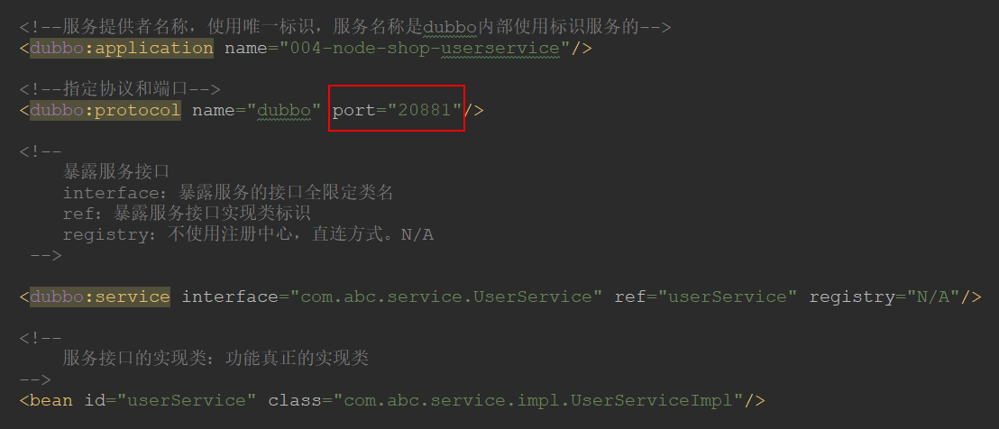 <!--服务提供者名称，使用唯一标识，服务名称是dubbo内部使用标识服务的-->
<dubbo:application name="004-node-shop-userservice"/>
<!--指定协议和端口-->
<dubbo:protocol name="dubbo" port="20881"/>
<!--
暴露服务接口
interface：暴露服务的接口全限定类名
ref：暴露服务接口实现类标识
registry：不使用注册中心，直连方式。N/A
-->
<dubbo:service interface="com.abc.service.UserService" ref="userService" registry="N/A"/>
<!--
服务接口的实现类：功能真正的实现类
-->
<bean id="userService" class="com.abc.service.impl.UserServiceImpl"/>